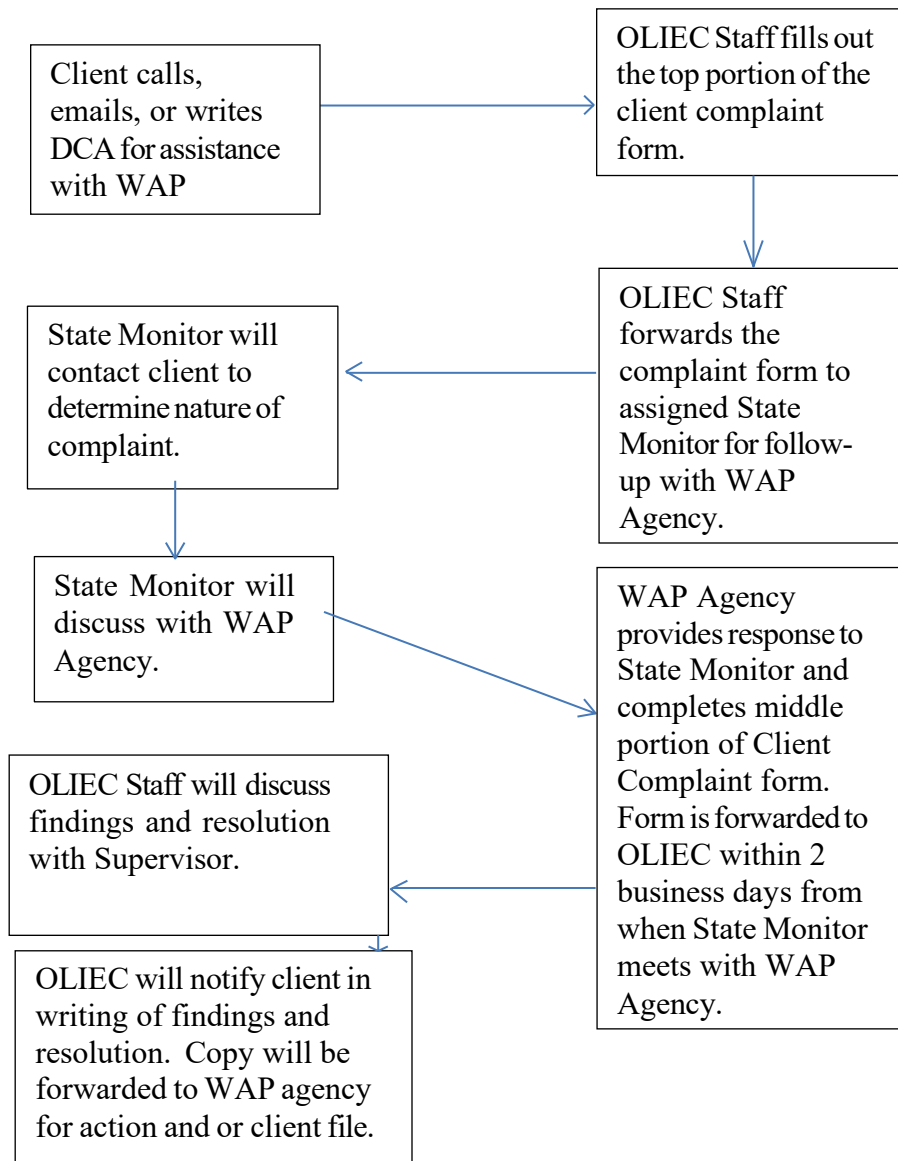 Client calls,
emails, or writes
DCA for assistance
with WAP
OLIEC Staff fills out
the top portion of the
client complaint
form.
OLIEC Staff
forwards the
complaint form to
assigned State
Monitor for follow-
up with WAP
Agency.
State Monitor will
contact client to
determine nature of
complaint.
State Monitor will
discuss with WAP
Agency.
WAP Agency
provides response to
State Monitor and
completes middle
portion of Client
Complaint form.
Form is forwarded to
OLIEC within 2
business days from
when State Monitor
meets with WAP
Agency.
OLIEC Staff will discuss
findings and resolution
with Supervisor.
OLIEC will notify client in
writing of findings and
resolution.  Copy will be
forwarded to WAP agency
for action and or client file.